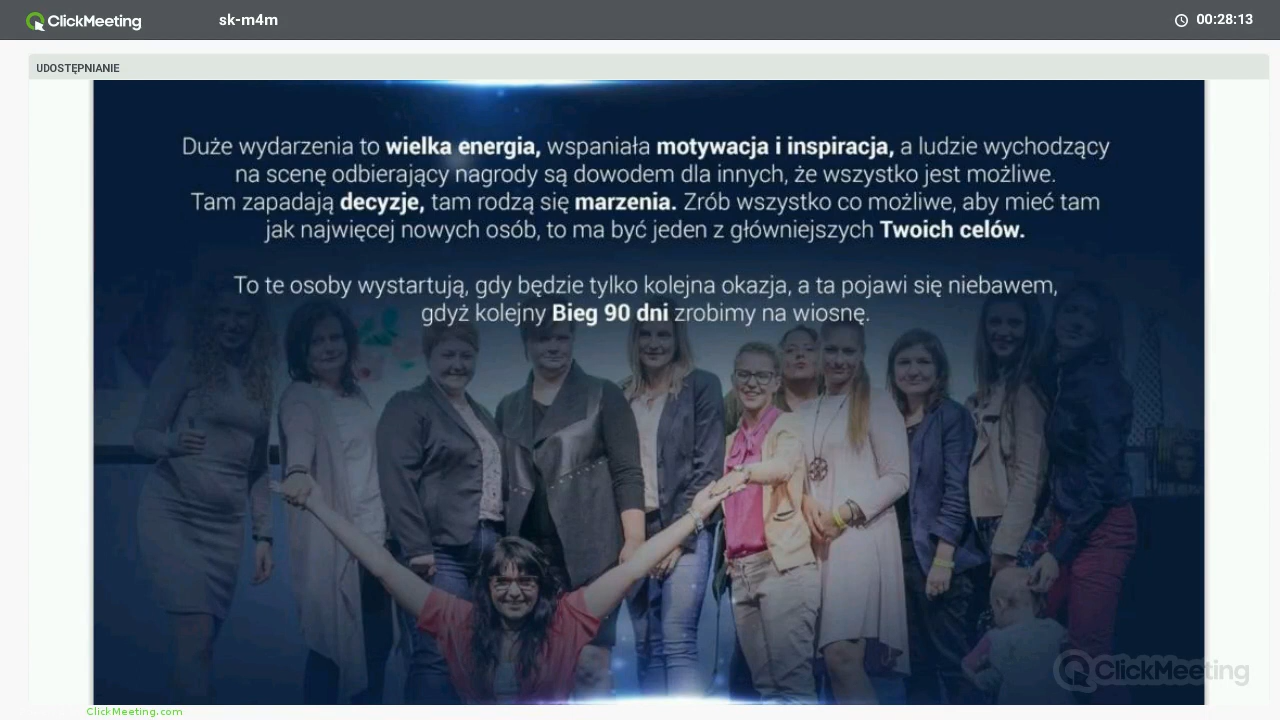 ClickMeeting
sk-m4m
00:28:13
UDOSTĘPNIANIE
Duże wydarzenia to wielka energia, wspaniała motywacja i inspiracja, a ludzie wychodzący
na scenę odbierający nagrody są dowodem dla innych, że wszystko jest możliwe.
Tam zapadają decyzje, tam rodzą się marzenia. Zrób wszystko co możliwe, aby mieć tam
jak najwięcej nowych osób, to ma być jeden z główniejszych Twoich celów.
To te osoby wystartują, gdy będzie tylko kolejna okazja, a ta pojawi się niebawem,
gdyż kolejny Bieg 90 dni zrobimy na wiosnę.
ClickMeeting
ClickMeeting.com